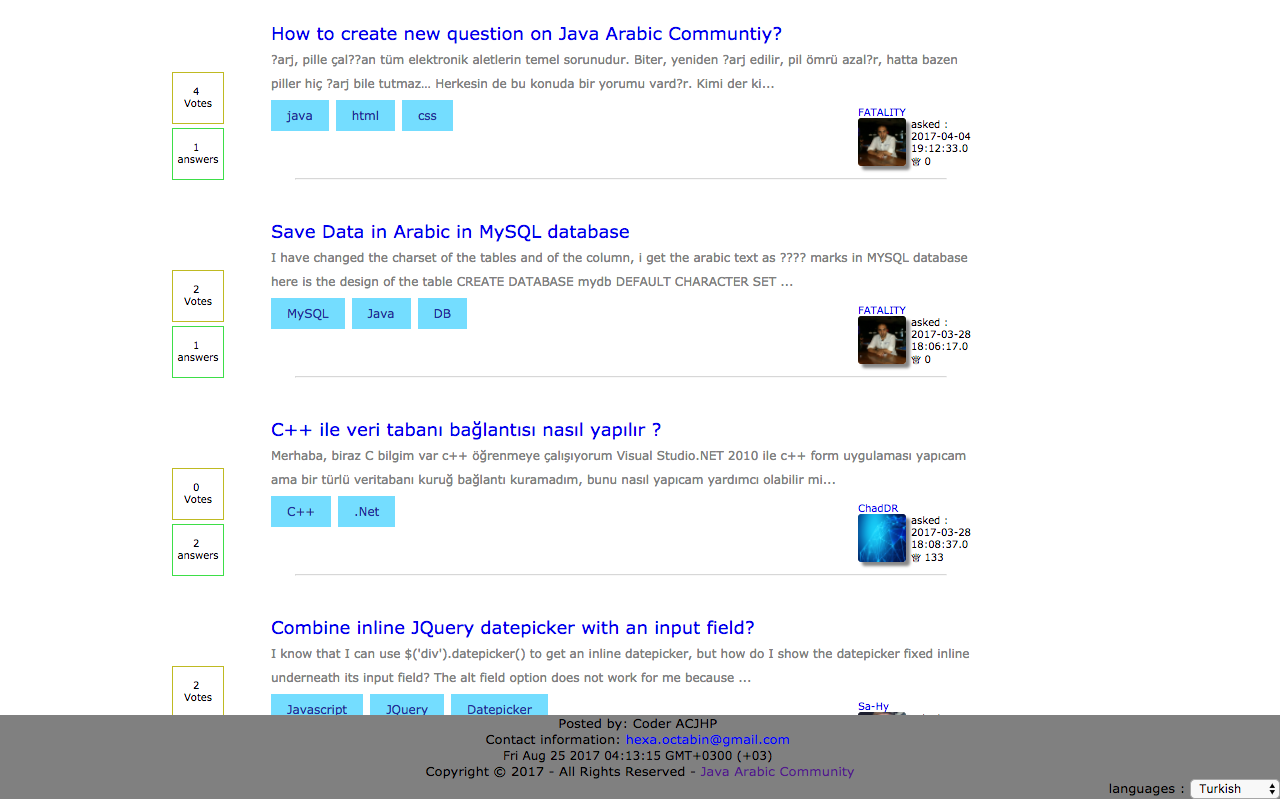 How to create new question on Java Arabic Communtiy?
?arj, pille çal??an tüm elektronik aletlerin temel sorunudur. Biter, yeniden ?arj edilir, pil ömrü azal?r, hatta bazen
piller hiç ?arj bile tutmaz... Herkesin de bu konuda bir yorumu vard?r. Kimi der ki...
4
Votes
1
answers
java html css
FATALITY
asked :
2017-04-04
19:12:33.0
0
Save Data in Arabic in MySQL database
I have changed the charset of the tables and of the column, i get the arabic text as ???? marks in MYSQL database
here is the design of the table CREATE DATABASE mydb DEFAULT CHARACTER SET ...
2
Votes
1
answers
MySQL Java DB
FATALITY
asked :
2017-03-28
18:06:17.0
0
C++ ile veri tabanı bağlantısı nasıl yapılır ?
Merhaba, biraz C bilgim var c++ öğrenmeye çalışıyorum Visual Studio.NET 2010 ile c++ form uygulaması yapıcam
ama bir türlü veritabanı kuruğ bağlantı kuramadım, bunu nasıl yapıcam yardımcı olabilir mi...
0
Votes
2
answers
C++ .Net
ChadDR
asked :
2017-03-28
18:08:37.0
133
Combine inline JQuery datepicker with an input field?
I know that I can use $('div').datepicker() to get an inline datepicker, but how do I show the datepicker fixed inline
underneath its input field? The alt field option does not work for me because ...
2
Votes
Javascript JQuery Datepicker
Sa-Hy
Posted by: Coder ACJHP
Contact information: hexa.octabin@gmail.com
Fri Aug 25 2017 04:13:15 GMT+0300 (+03)
Copyright © 2017 - All Rights Reserved - Java Arabic Community
languages : Turkish